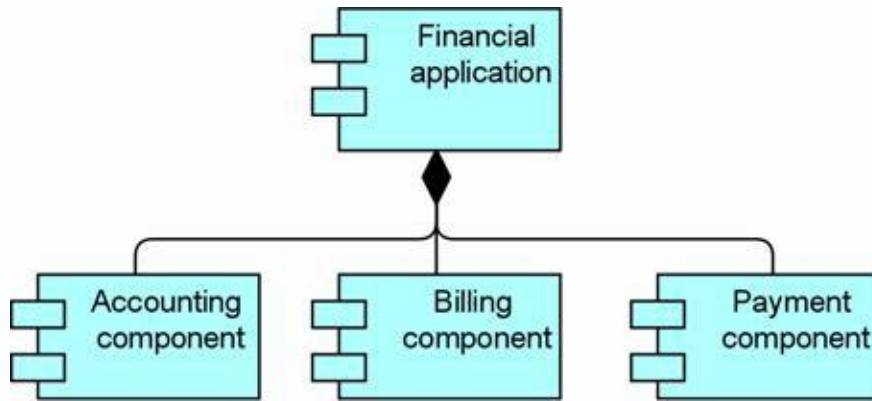 Financial
application
Accounting
component
Billing
component
Payment
component